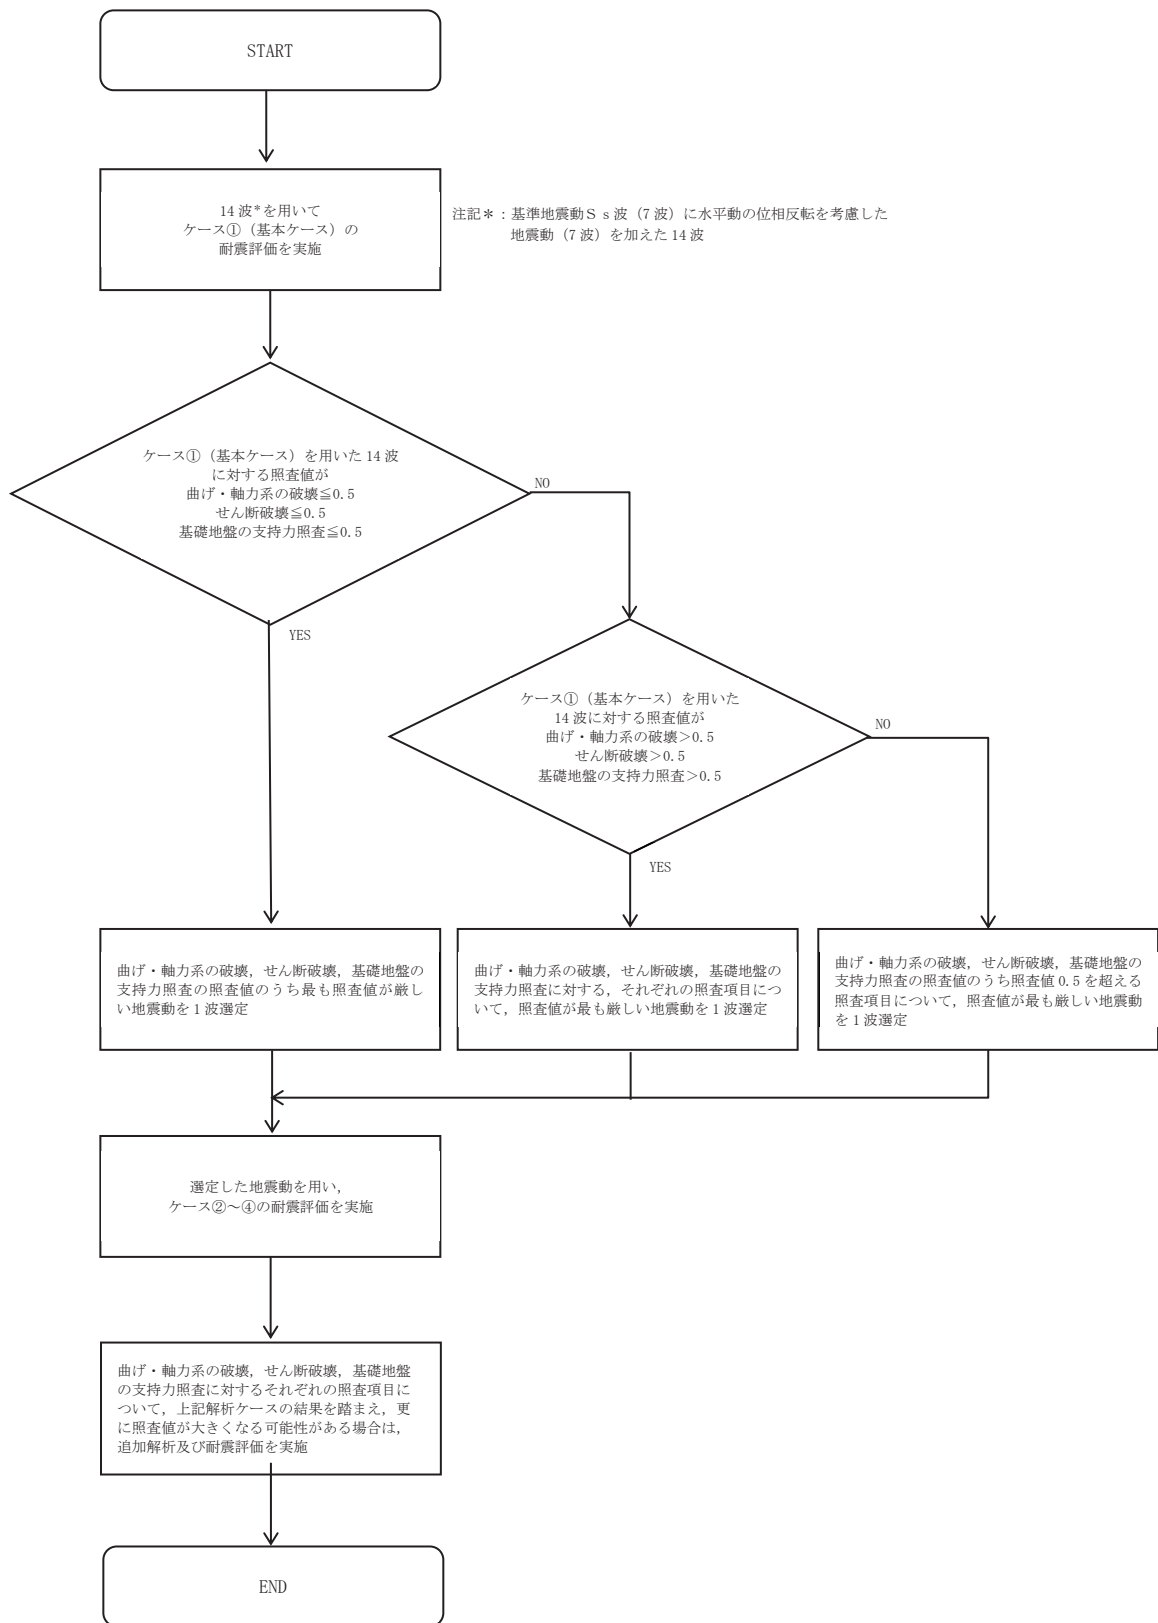 START
14 波*を用いて
ケース①（基本ケース）の
耐震評価を実施
注記＊：基準地震動Ｓｓ波（7 波）に水平動の位相反転を考慮した
地震動（7 波）を加えた 14 波
ケース①（基本ケース）を用いた 14 波
に対する照査値が
曲げ・軸力系の破壊≦0.5
せん断破壊≦0.5
基礎地盤の支持力照査≦0.5
NO
YES
ケース①（基本ケース）を用いた
14 波に対する照査値が
曲げ・軸力系の破壊＞0.5
せん断破壊＞0.5
基礎地盤の支持力照査＞0.5
NO
YES
曲げ・軸力系の破壊，せん断破壊，基礎地盤の
支持力照査の照査値のうち最も照査値が厳し
い地震動を 1 波選定
曲げ・軸力系の破壊，せん断破壊，基礎地盤の
支持力照査に対する，それぞれの照査項目につ
いて，照査値が最も厳しい地震動を 1 波選定
曲げ・軸力系の破壊，せん断破壊，基礎地盤の
支持力照査の照査値のうち照査値 0.5 を超える
照査項目について，照査値が最も厳しい地震動
を 1 波選定
選定した地震動を用い，
ケース②～④の耐震評価を実施
曲げ・軸力系の破壊，せん断破壊，基礎地盤
の支持力照査に対するそれぞれの照査項目に
ついて，上記解析ケースの結果を踏まえ，更
に照査値が大きくなる可能性がある場合は，
追加解析及び耐震評価を実施
END